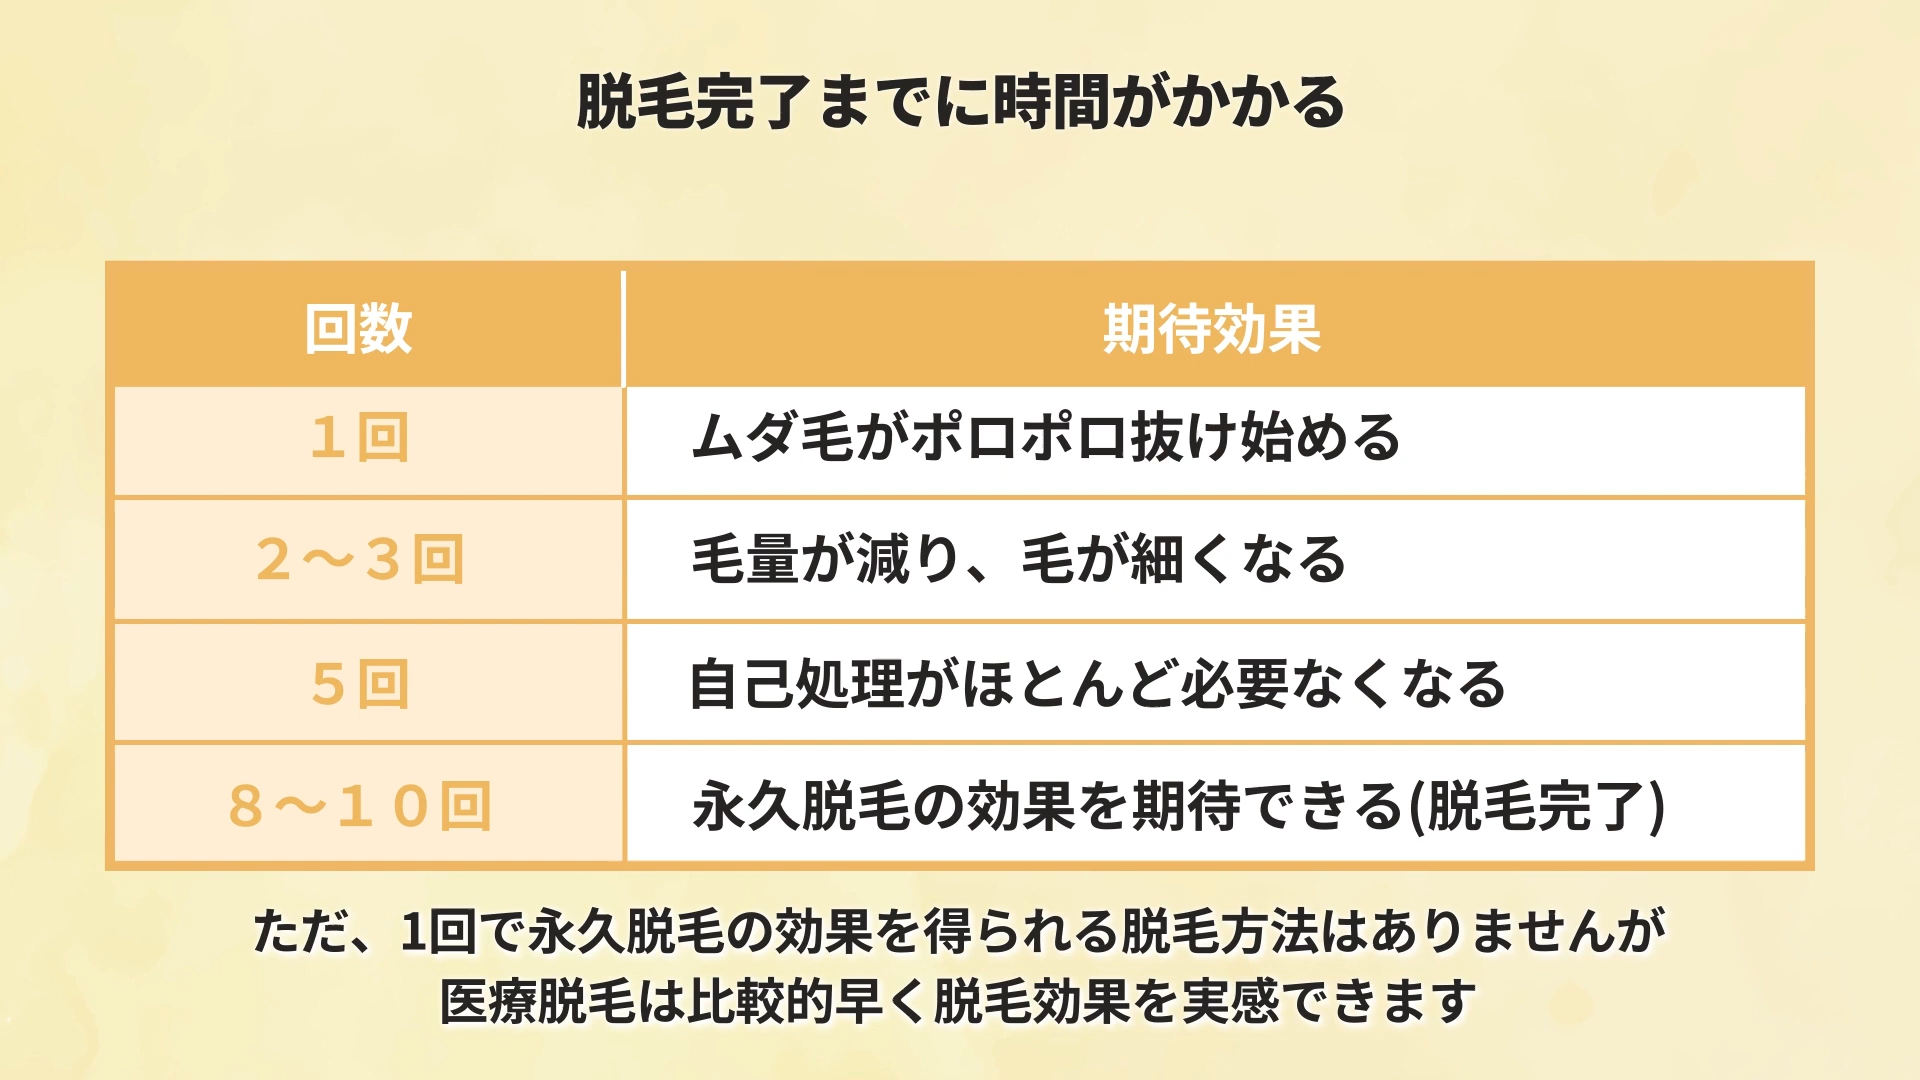 脱毛完了までに時間がかかる
回数 期待効果
１回 ムダ毛がポロポロ抜け始める
２〜３回 毛量が減り、毛が細くなる
５回 自己処理がほとんど必要なくなる
８〜１０回 永久脱毛の効果を期待できる(脱毛完了)
ただ、1回で永久脱毛の効果を得られる脱毛方法はありませんが
医療脱毛は比較的早く脱毛効果を実感できます